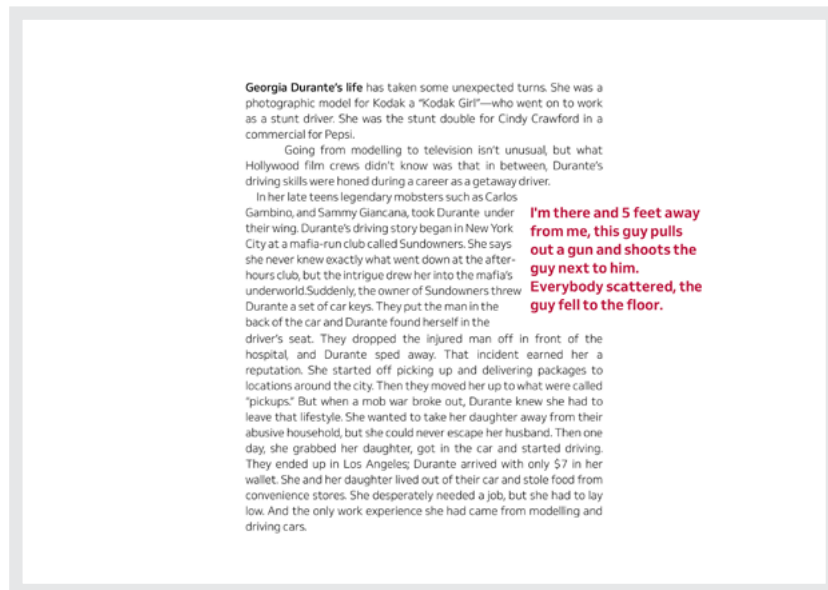 Georgia Durante's life has taken some unexpected turns. She was a
photographic model for Kodak a "Kodak Girl"—who went on to work
as a stunt driver. She was the stunt double for Cindy Crawford in a
commercial for Pepsi.
Going from modelling to television isn't unusual, but what
Hollywood film crews didn't know was that in between, Durante's
driving skills were honed during a career as a getaway driver.
In her late teens legendary mobsters such as Carlos
Gambino, and Sammy Giancana, took Durante under
their wing. Durante's driving story began in New York
City at a mafia-run club called Sundowners. She says
she never knew exactly what went down at the after-
hours club, but the intrigue drew her into the mafia's
underworld.Suddenly, the owner of Sundowners threw
Durante a set of car keys. They put the man in the
back of the car and Durante found herself in the
driver's seat. They dropped the injured man off in front of the
hospital, and Durante sped away. That incident earned her a
reputation. She started off picking up and delivering packages to
locations around the city. Then they moved her up to what were called
"pickups." But when a mob war broke out, Durante knew she had to
leave that lifestyle. She wanted to take her daughter away from their
abusive household, but she could never escape her husband. Then one
day, she grabbed her daughter, got in the car and started driving.
They ended up in Los Angeles; Durante arrived with only $7 in her
wallet. She and her daughter lived out of their car and stole food from
convenience stores. She desperately needed a job, but she had to lay
low. And the only work experience she had came from modelling and
driving cars.
I'm there and 5 feet away
from me, this guy pulls
out a gun and shoots the
guy next to him.
Everybody scattered, the
guy fell to the floor.